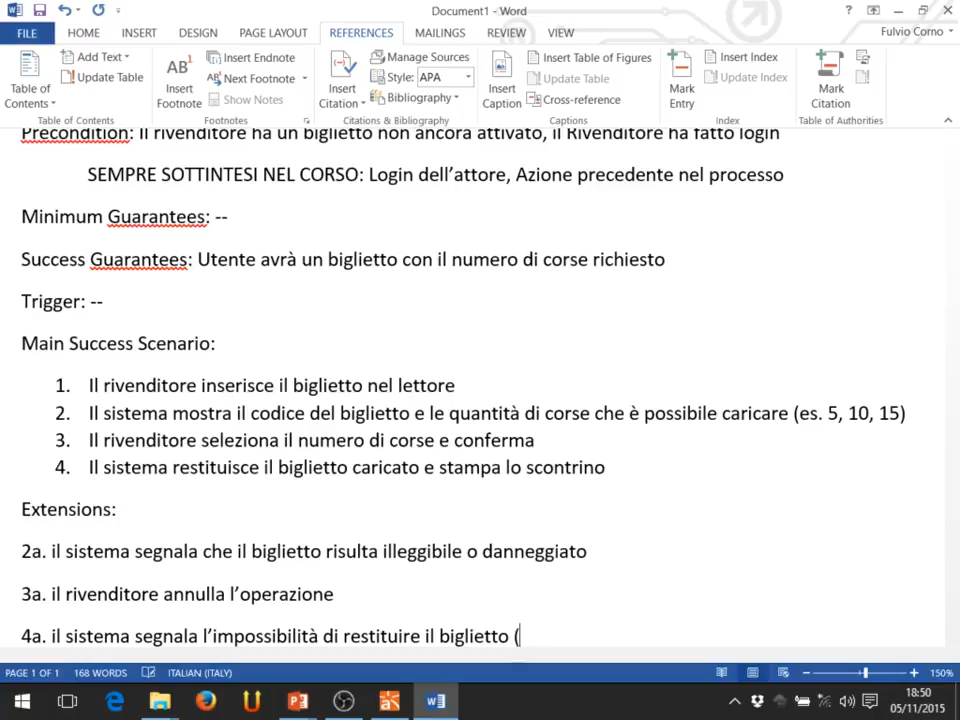 Document1 - Word
Fulvio Corno
FILE HOME INSERT DESIGN PAGE LAYOUT REFERENCES MAILINGS REVIEW VIEW
Table of Contents
Add Text
Update Table
Table of Contents
AB¹ Insert Footnote
Insert Endnote
Next Footnote
Show Notes
Footnotes
Insert Citation
Manage Sources
Style: APA
Bibliography
Citations & Bibliography
Insert Caption
Insert Table of Figures
Update Table
Cross-reference
Captions
Mark Entry
Insert Index
Update Index
Index
Mark Citation
Table of Authorities
Precondition: Il rivenditore ha un biglietto non ancora attivato, il Rivenditore ha fatto login
SEMPRE SOTTINTESI NEL CORSO: Login dell’attore, Azione precedente nel processo
Minimum Guarantees: --
Success Guarantees: Utente avrà un biglietto con il numero di corse richiesto
Trigger: --
Main Success Scenario:
1. Il rivenditore inserisce il biglietto nel lettore
2. Il sistema mostra il codice del biglietto e le quantità di corse che è possibile caricare (es. 5, 10, 15)
3. Il rivenditore seleziona il numero di corse e conferma
4. Il sistema restituisce il biglietto caricato e stampa lo scontrino
Extensions:
2a. il sistema segnala che il biglietto risulta illeggibile o danneggiato
3a. il rivenditore annulla l’operazione
4a. il sistema segnala l’impossibilità di restituire il biglietto (
PAGE 1 OF 1 168 WORDS ITALIAN (ITALY) 150%
18:50
05/11/2015